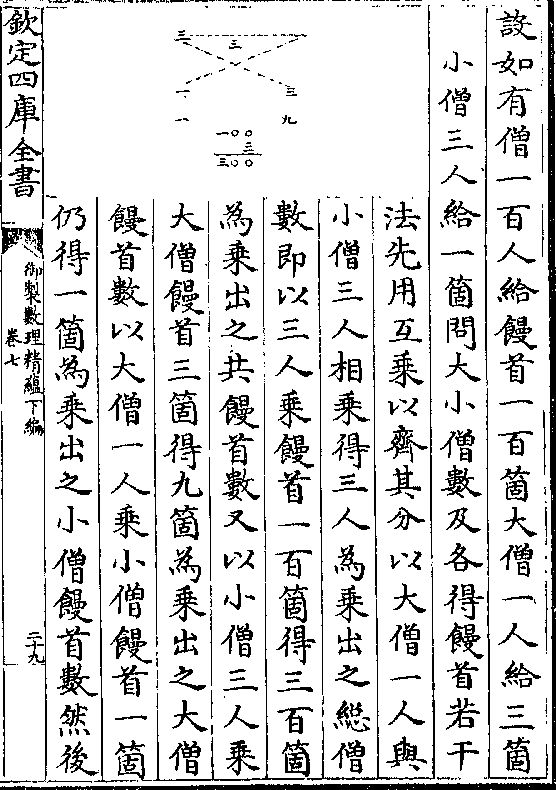 設如有僧一百人給饅首一百箇大僧一人給三箇
小僧三人給一箇問大小僧數及各得饅首若干
法先用互乘以齊其分以大僧一人與
小僧三人相乘得三人為乘出之總僧
數即以三人乘饅首一百箇得三百箇
為乘出之共饅首數又以小僧三人乘
大僧饅首三箇得九箇為乘出之大僧
饅首數以大僧一人乘小僧饅首一箇
仍得一箇為乘出之小僧饅首數然後
三
三
一 三
一 九
一○○
三
三○○
欽定四庫全書
御製數理精蘊下編
卷七
二十九